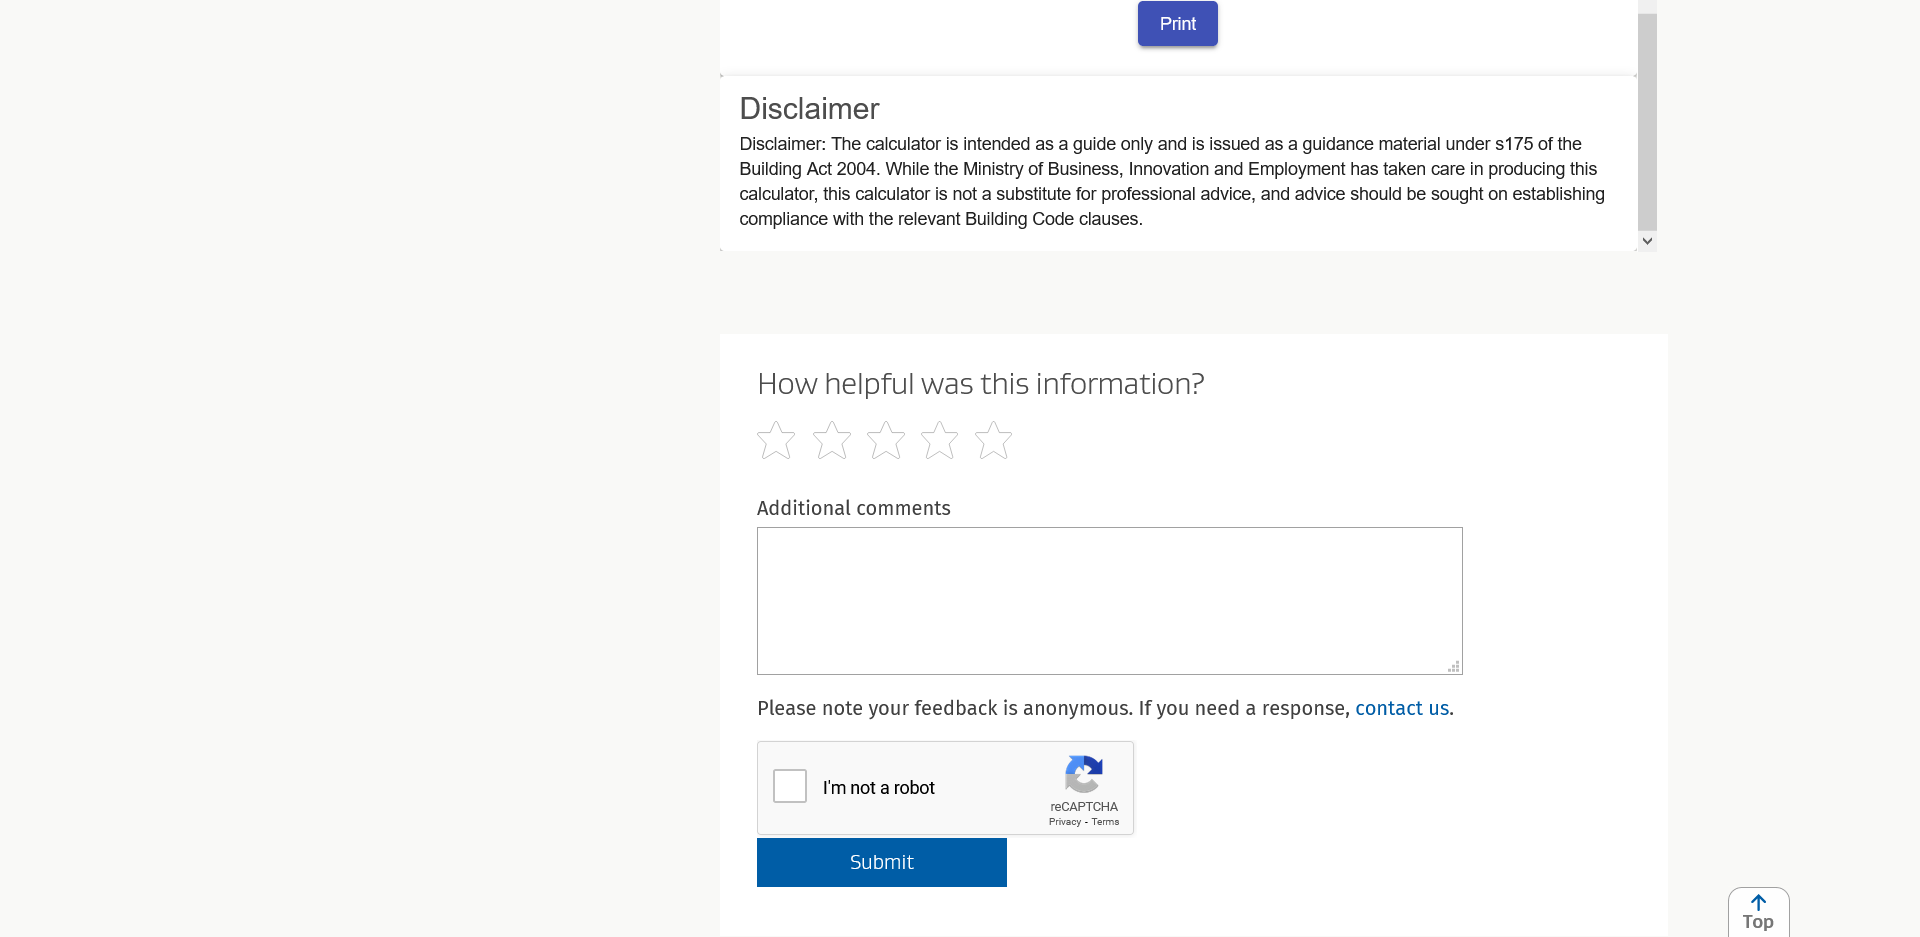 Print
Disclaimer
Disclaimer: The calculator is intended as a guide only and is issued as a guidance material under s175 of the
Building Act 2004. While the Ministry of Business, Innovation and Employment has taken care in producing this
calculator, this calculator is not a substitute for professional advice, and advice should be sought on establishing
compliance with the relevant Building Code clauses.
How helpful was this information?
Additional comments
Please note your feedback is anonymous. If you need a response, contact us.
I'm not a robot
reCAPTCHA
Privacy - Terms
Submit
Top